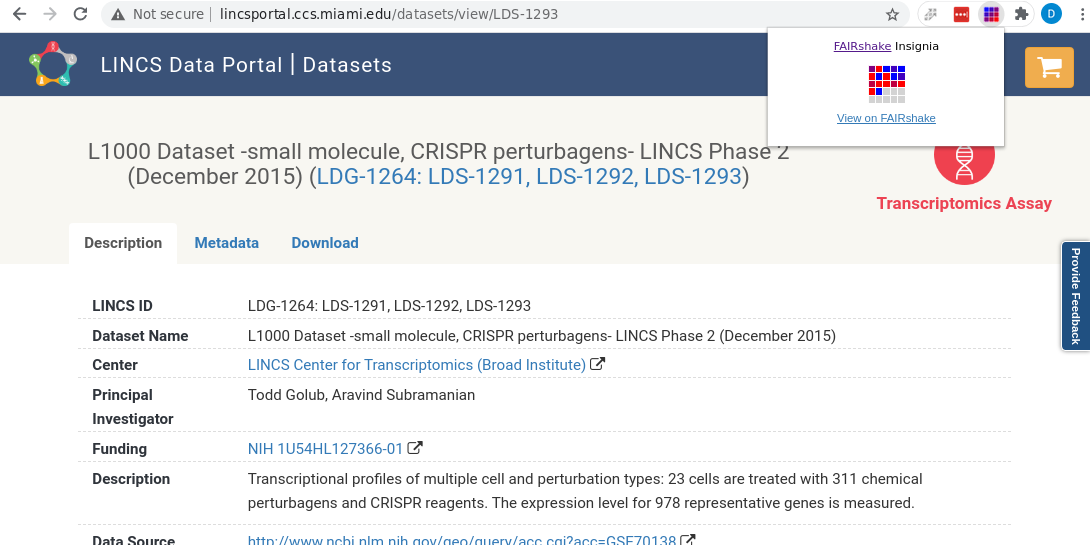 Not secure | lincsportal.ccs.miami.edu/datasets/view/LDS-1293
D
FAIRshake Insignia
View on FAIRshake
LINCS Data Portal | Datasets
L1000 Dataset -small molecule, CRISPR perturbagens- LINCS Phase 2
(December 2015) (LDG-1264: LDS-1291, LDS-1292, LDS-1293)
Transcriptomics Assay
Description Metadata Download
Provide Feedback
LINCS ID LDG-1264: LDS-1291, LDS-1292, LDS-1293
Dataset Name L1000 Dataset -small molecule, CRISPR perturbagens- LINCS Phase 2 (December 2015)
Center LINCS Center for Transcriptomics (Broad Institute)
Principal Todd Golub, Aravind Subramanian
Investigator
Funding NIH 1U54HL127366-01
Description Transcriptional profiles of multiple cell and perturbation types: 23 cells are treated with 311 chemical
perturbagens and CRISPR reagents. The expression level for 978 representative genes is measured.
Data Source http://www.ncbi.nlm.nih.gov/geo/query/acc.cgi?acc=GSE70138